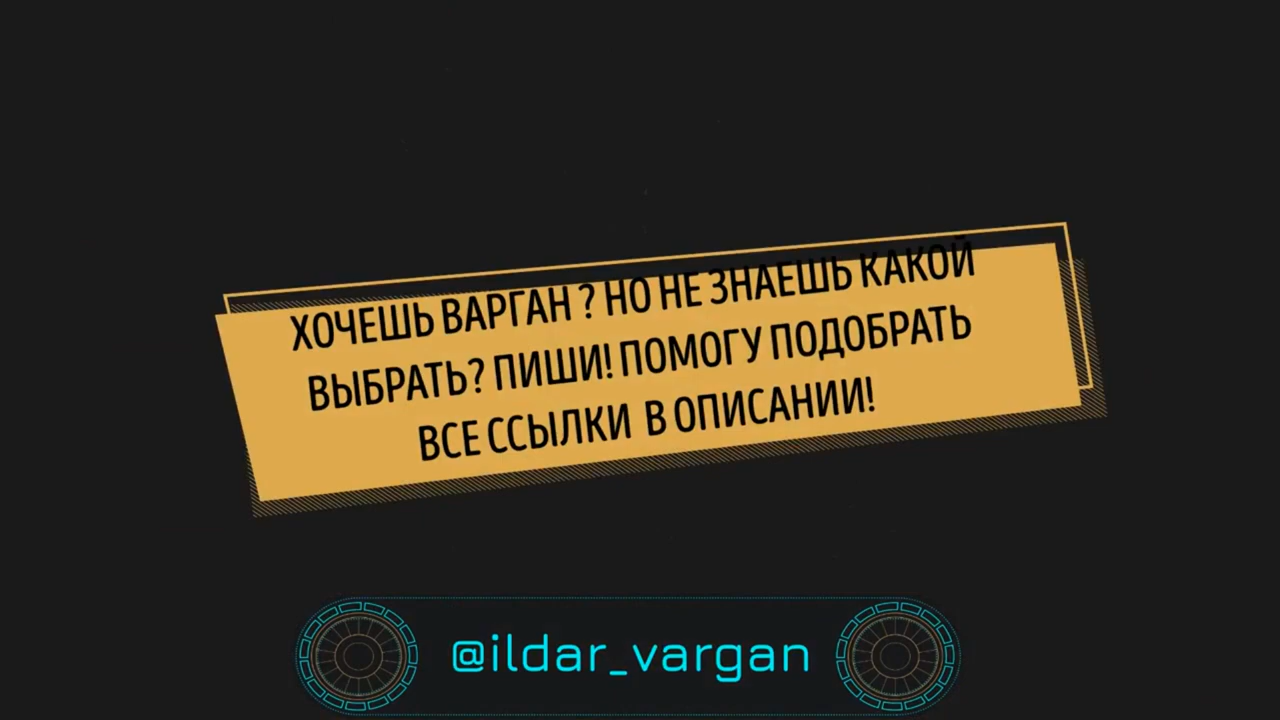 ХОЧЕШЬ ВАРГАН ? НО НЕ ЗНАЕШЬ КАКОЙ
ВЫБРАТЬ? ПИШИ! ПОМОГУ ПОДОБРАТЬ
ВСЕ ССЫЛКИ В ОПИСАНИИ!
@ildar_vargan